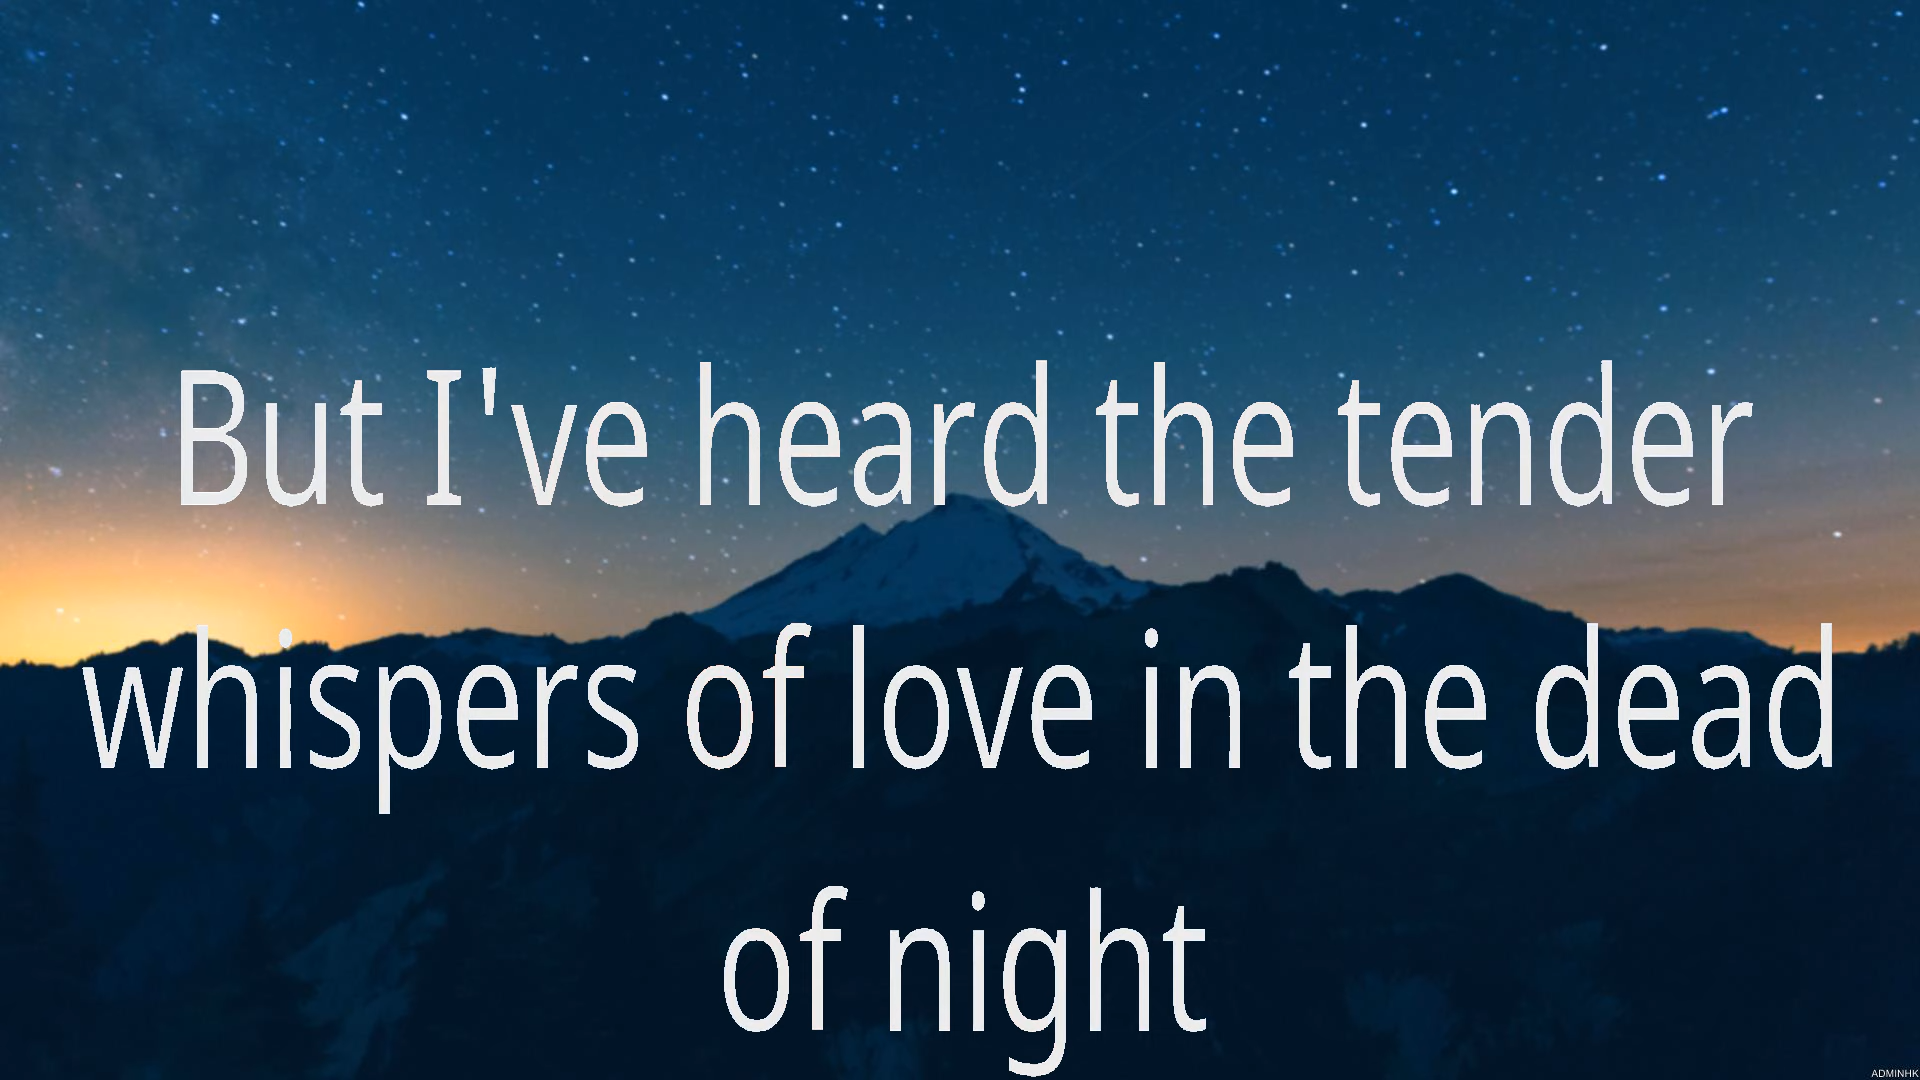 But I've heard the tender
whispers of love in the dead
of night
ADMINHK